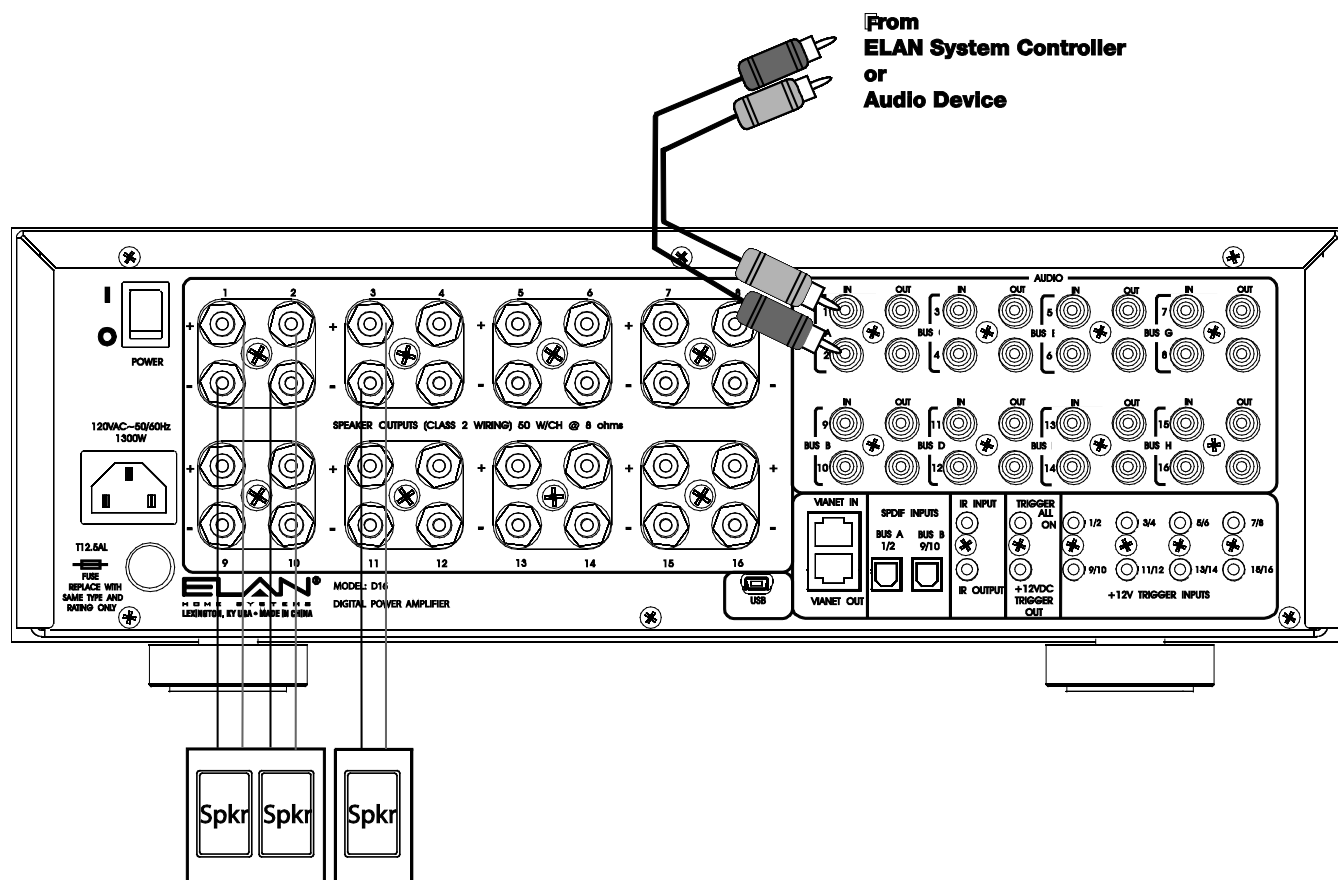 From
ELAN System Controller
or
Audio Device
AUDIO
1 2 3 4 5 6 7 8
IN OUT IN OUT IN OUT IN OUT
I
O
POWER
+ + + +
- - - - -
1 A 3 BUS 5 BUS 7 BUS G
2 4 6 8
120VAC~50/60Hz
1300W
SPEAKER OUTPUTS (CLASS 2 WIRING) 50 W/CH @ 8 ohms
IN OUT IN OUT IN OUT IN OUT
9 11 13 15
BUS B BUS D BUS BUS H
10 12 14 16
+ + + + +
- - - - -
9 10 11 12 13 14 15 16
T12.5AL
FUSE
REPLACE WITH
SAME TYPE AND
RATING ONLY
ELAN®
HOME SYSTEMS
LEXINGTON, KY USA • MADE IN CHINA
MODEL: D16
DIGITAL POWER AMPLIFIER
USB
VIANET IN
VIANET OUT
SPDIF INPUTS
BUS A BUS B
1/2 9/10
IR INPUT
IR OUTPUT
TRIGGER
ALL
ON
+12VDC
TRIGGER
OUT
1/2 3/4 5/6 7/8
9/10 11/12 13/14 15/16
+12V TRIGGER INPUTS
Spkr Spkr Spkr